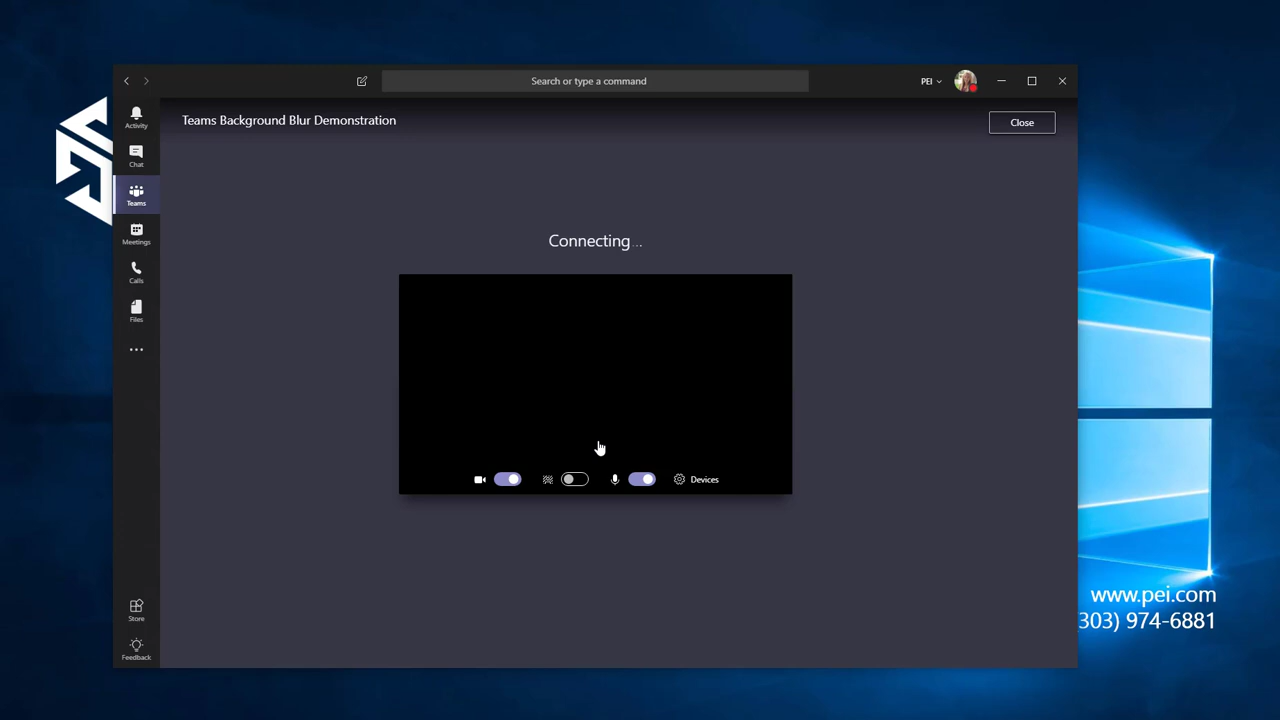 Search or type a command
PEI
Activity
Chat
Teams
Meetings
Calls
Files
Store
Feedback
Teams Background Blur Demonstration
Close
Connecting...
Devices
www.pei.com
(303) 974-6881